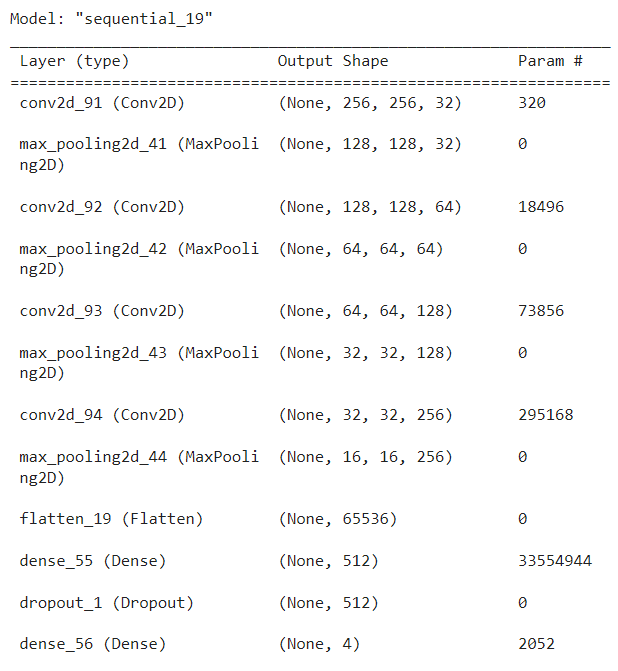 Model: "sequential_19"
_________________________________________________________________
Layer (type) Output Shape Param #
=================================================================
conv2d_91 (Conv2D) (None, 256, 256, 32) 320
max_pooling2d_41 (MaxPooli (None, 128, 128, 32) 0
ng2D)
conv2d_92 (Conv2D) (None, 128, 128, 64) 18496
max_pooling2d_42 (MaxPooli (None, 64, 64, 64) 0
ng2D)
conv2d_93 (Conv2D) (None, 64, 64, 128) 73856
max_pooling2d_43 (MaxPooli (None, 32, 32, 128) 0
ng2D)
conv2d_94 (Conv2D) (None, 32, 32, 256) 295168
max_pooling2d_44 (MaxPooli (None, 16, 16, 256) 0
ng2D)
flatten_19 (Flatten) (None, 65536) 0
dense_55 (Dense) (None, 512) 33554944
dropout_1 (Dropout) (None, 512) 0
dense_56 (Dense) (None, 4) 2052